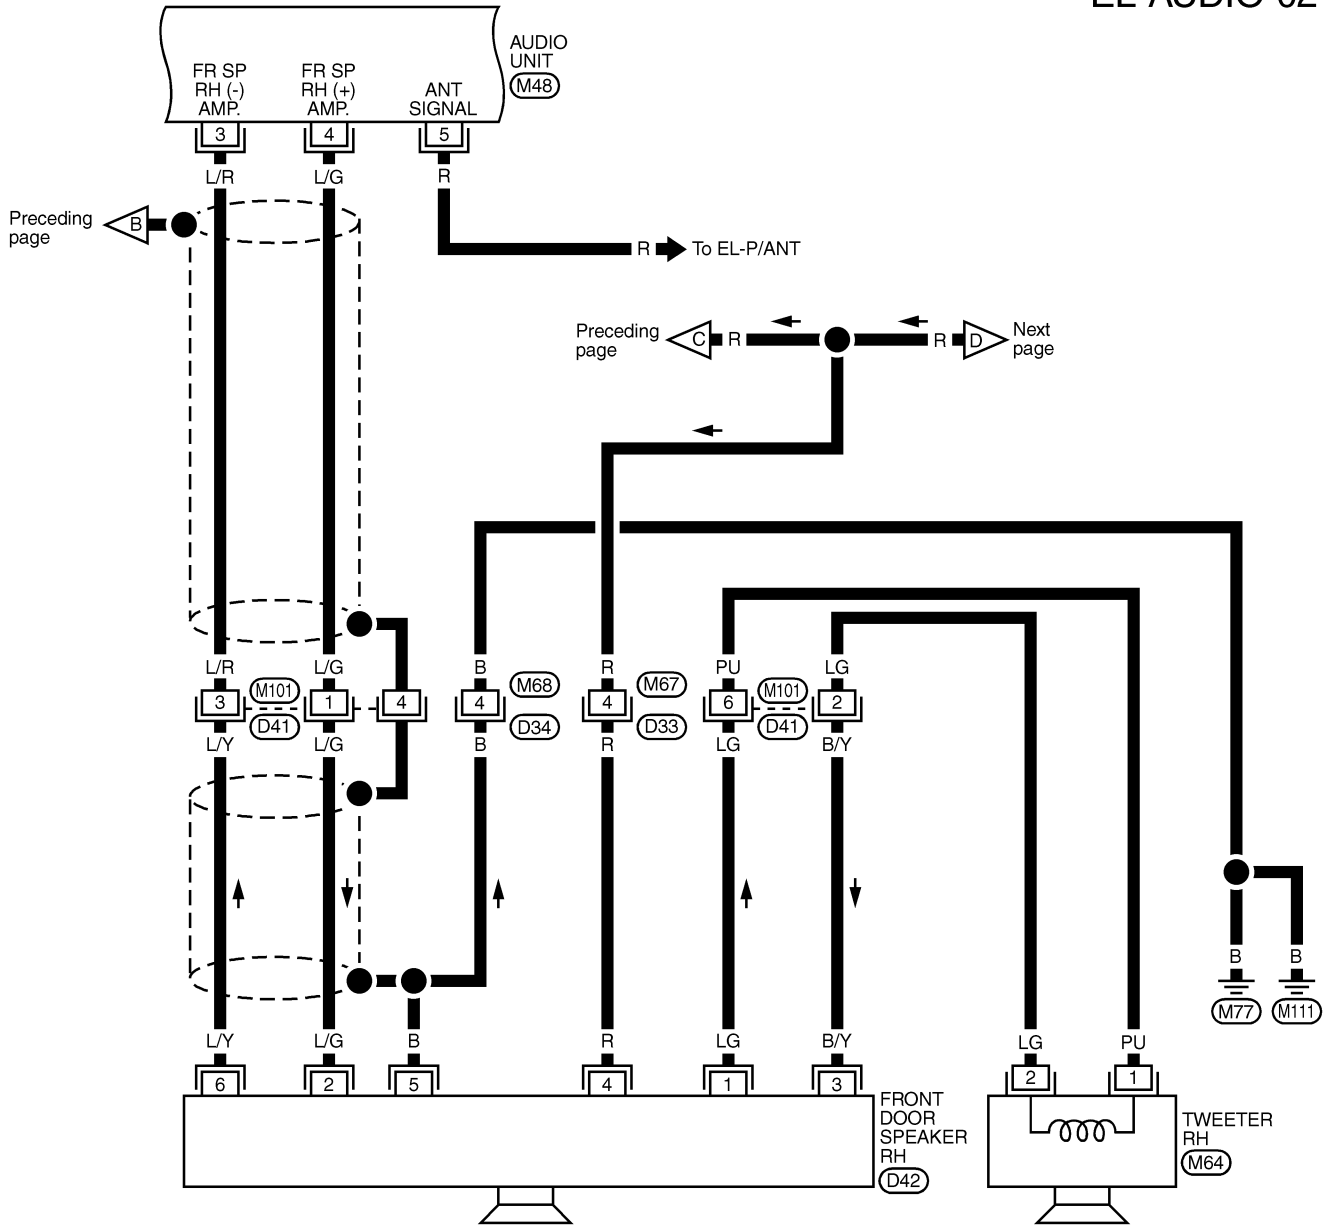 AUDIO
UNIT
M48
FR SP
RH (-)
AMP.
FR SP
RH (+)
AMP.
ANT
SIGNAL
3
4
5
L/R
L/G
R
Preceding
page
B
R
To EL-P/ANT
Preceding
page
C
R
R
D
Next
page
L/R
L/G
B
R
PU
LG
3
M101
D41
1
4
4
M68
D34
4
M67
D33
6
M101
D41
2
L/Y
L/G
B
R
LG
B/Y
B
B
M77
M111
L/Y
L/G
B
R
LG
B/Y
LG
PU
6
2
5
4
1
3
2
1
FRONT
DOOR
SPEAKER
RH
D42
TWEETER
RH
M64